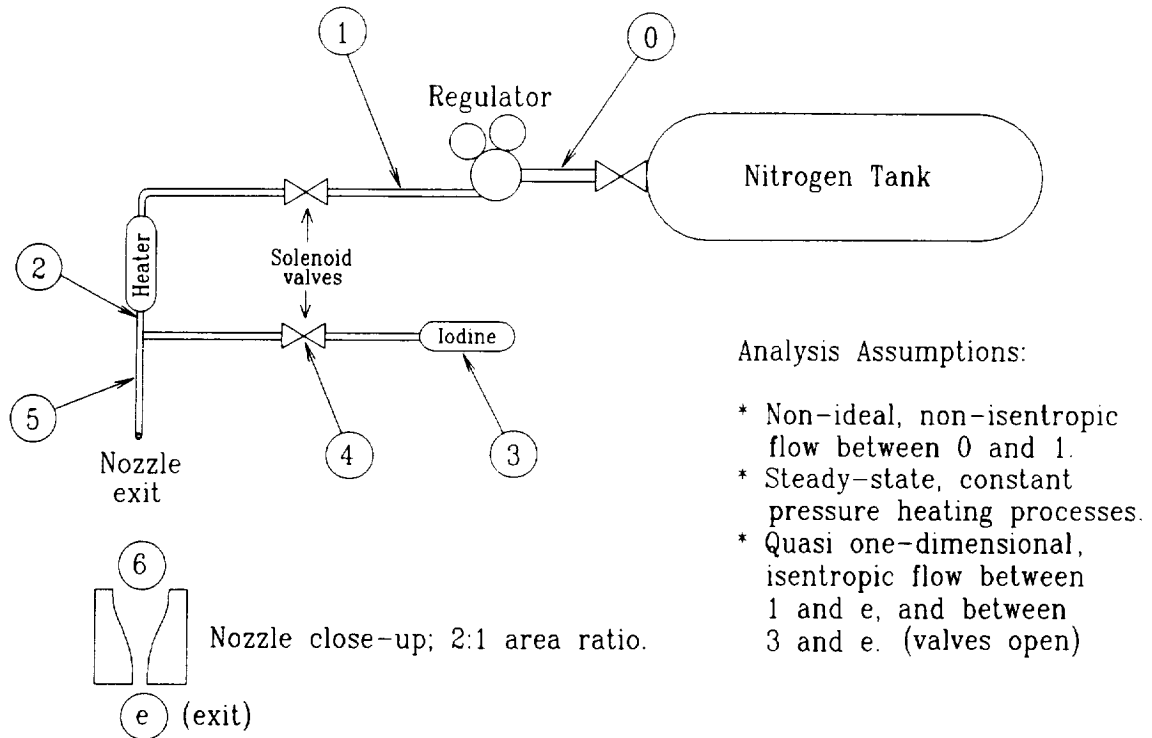 1
0
Regulator
Nitrogen Tank
Heater
2
Solenoid
valves
Iodine
5
4
3
Nozzle
exit
Analysis Assumptions:
* Non-ideal, non-isentropic
flow between 0 and 1.
* Steady-state, constant
pressure heating processes.
* Quasi one-dimensional,
isentropic flow between
1 and e, and between
3 and e. (valves open)
6
Nozzle close-up; 2:1 area ratio.
e (exit)